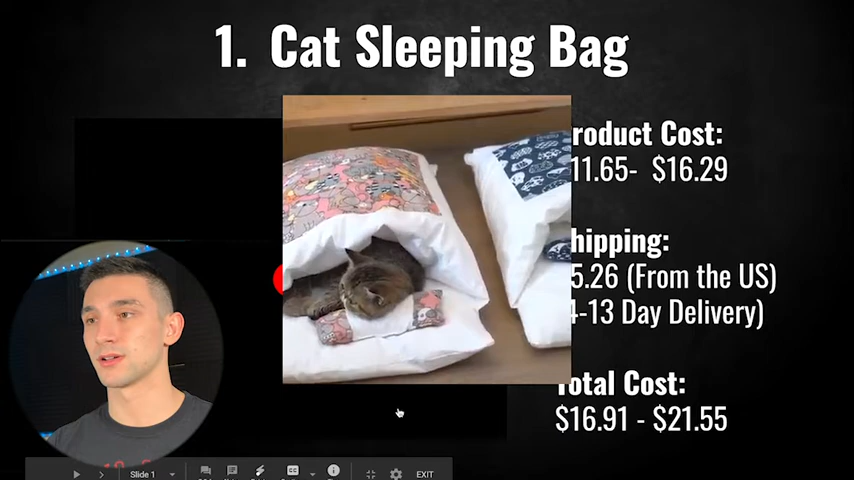 1. Cat Sleeping Bag
roduct Cost:
11.65- $16.29
hipping:
5.26 (From the US)
4-13 Day Delivery)
Total Cost:
$16.91 - $21.55
Slide 1
EXIT